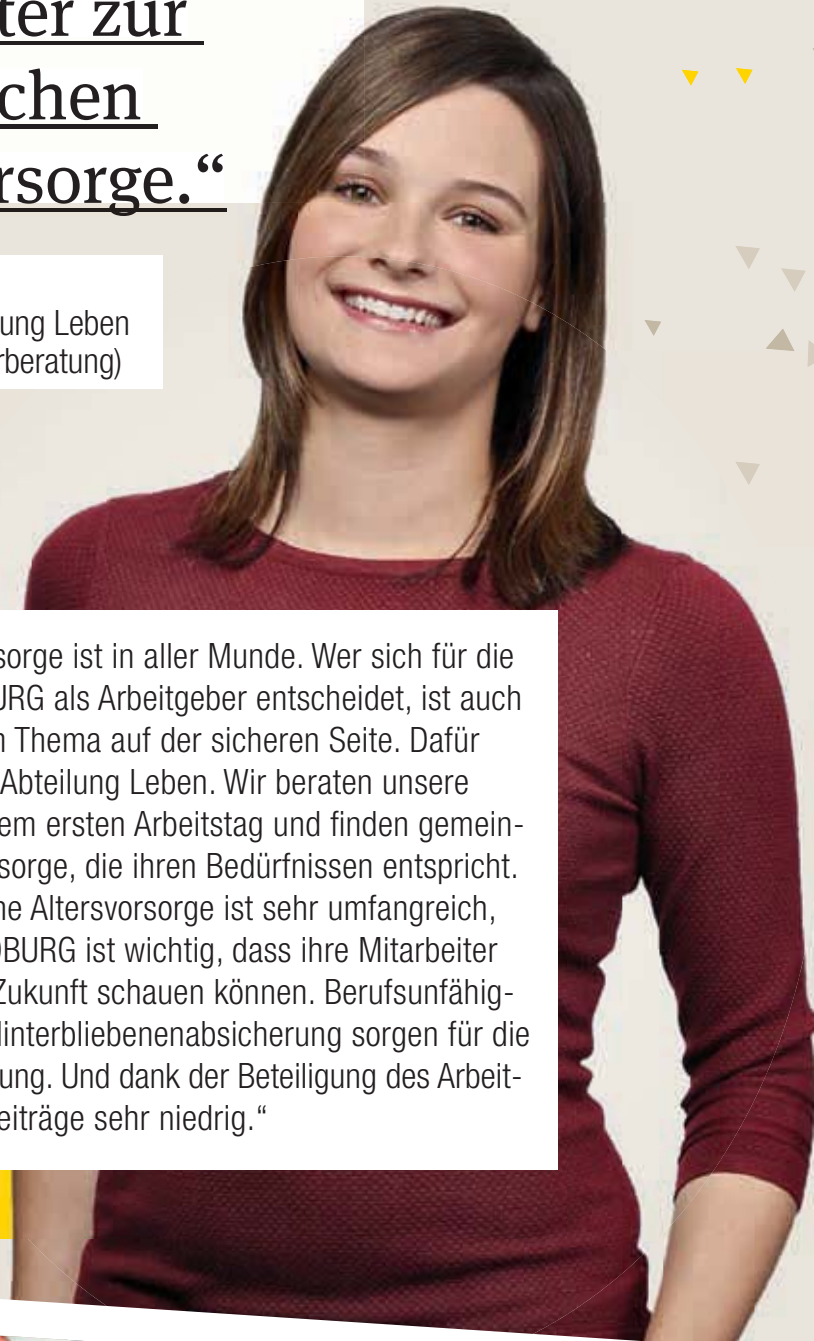 ter zur
chen
rsorge.“
ung Leben
rberatung)
sorge ist in aller Munde. Wer sich für die
URG als Arbeitgeber entscheidet, ist auch
Thema auf der sicheren Seite. Dafür
Abteilung Leben. Wir beraten unsere
em ersten Arbeitstag und finden gemein-
sorge, die ihren Bedürfnissen entspricht.
ne Altersvorsorge ist sehr umfangreich,
OBURG ist wichtig, dass ihre Mitarbeiter
Zukunft schauen können. Berufsunfähig-
Hinterbliebenenabsicherung sorgen für die
ung. Und dank der Beteiligung des Arbeit-
eiträge sehr niedrig.“